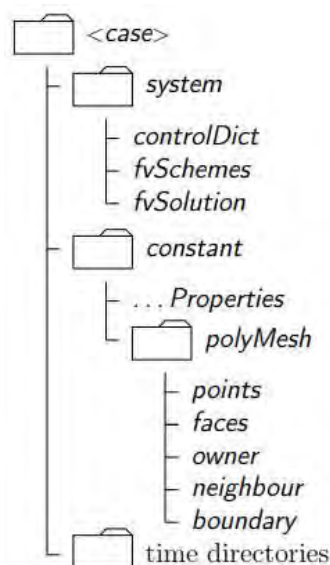 <case>
system
controlDict
fvSchemes
fvSolution
constant
...Properties
polyMesh
points
faces
owner
neighbour
boundary
time directories